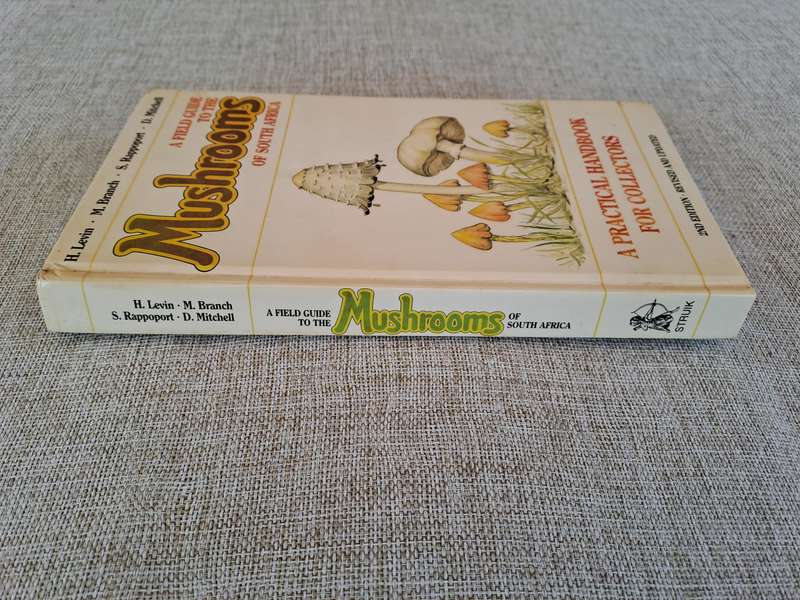 H. Levin · M. Branch · S. Rappoport · D. Mitchell
A FIELD GUIDE
TO THE
Mushrooms
OF SOUTH AFRICA
A PRACTICAL HANDBOOK
FOR COLLECTORS
2ND EDITION REVISED AND UPDATED
H. Levin · M. Branch
S. Rappoport · D. Mitchell
A FIELD GUIDE
TO THE
Mushrooms
OF
SOUTH AFRICA
STRUIK